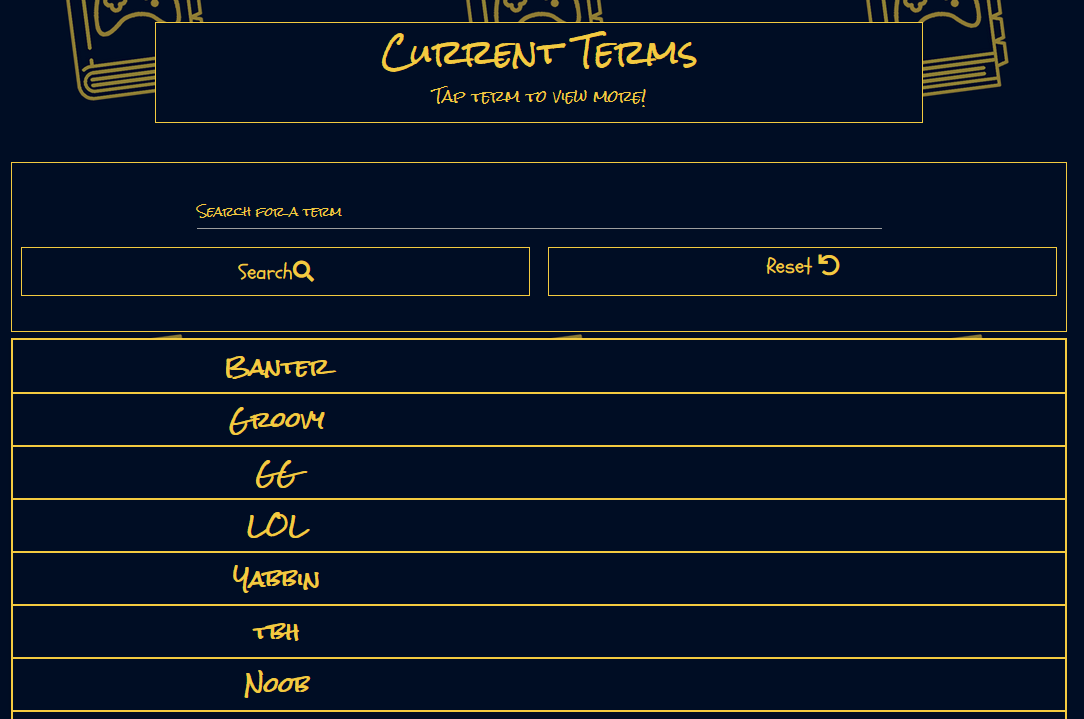 Current Terms
Tap term to view more!
Search for a term
Search
Reset
Banter
Groovy
GG
LOL
Yabbin
tbh
Noob